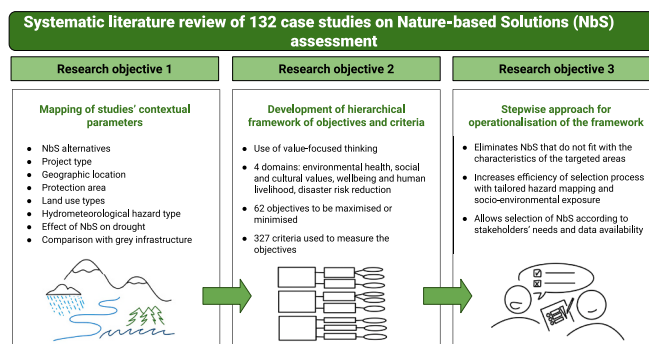 Systematic literature review of 132 case studies on Nature-based Solutions (NbS)
assessment
Research objective 1
Mapping of studies' contextual
parameters
● NbS alternatives
● Project type
● Geographic location
● Protection area
● Land use types
● Hydrometeorological hazard type
● Effect of NbS on drought
● Comparison with grey infrastructure
Research objective 2
Development of hierarchical
framework of objectives and criteria
● Use of value-focused thinking
● 4 domains: environmental health, social
and cultural values, wellbeing and human
livelihood, disaster risk reduction
● 62 objectives to be maximised or
minimised
● 327 criteria used to measure the
objectives
Research objective 3
Stepwise approach for
operationalisation of the framework
● Eliminates NbS that do not fit with the
characteristics of the targeted areas
● Increases efficiency of selection process
with tailored hazard mapping and
socio-environmental exposure
● Allows selection of NbS according to
stakeholders' needs and data availability